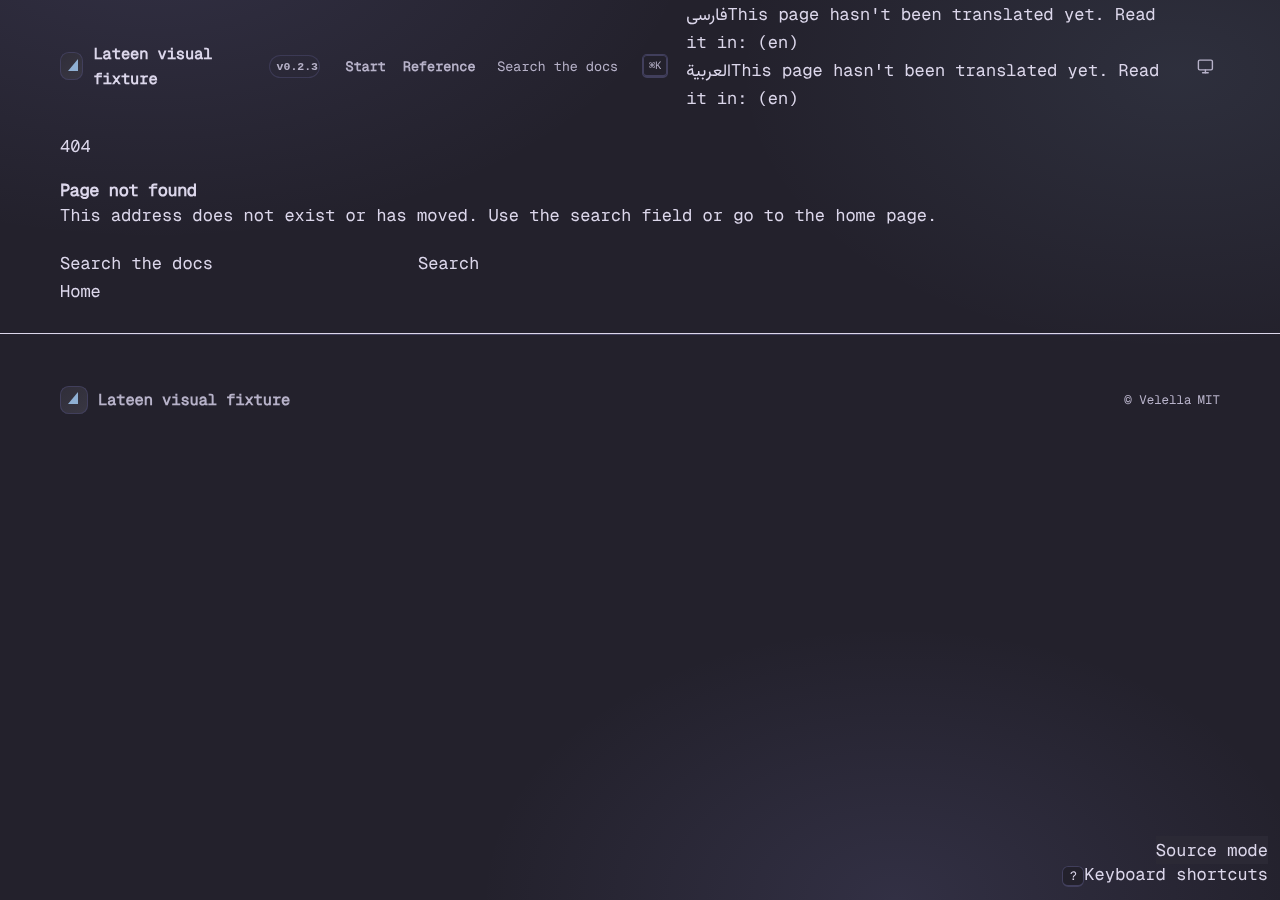 Lateen visual
fixture
v0.2.3
Start
Reference
Search the docs
⌘K
فارسیThis page hasn't been translated yet. Read
it in: (en)
العربيةThis page hasn't been translated yet. Read
it in: (en)
404
Page not found
This address does not exist or has moved. Use the search field or go to the home page.
Search the docs
Search
Home
Lateen visual fixture
© Velella MIT
Source mode
? Keyboard shortcuts